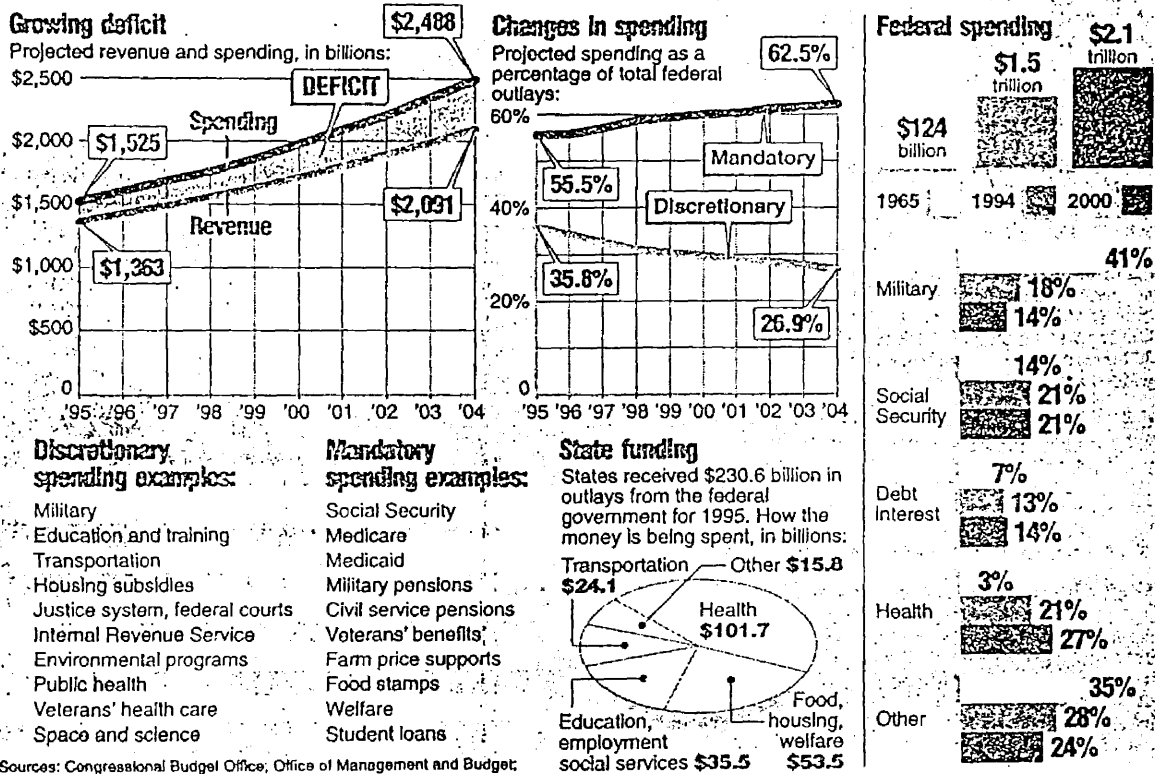 Growing deficit
Projected revenue and spending, in billions:
$2,500
$2,000
$1,500
$1,000
$500
0
$2,488
DEFICIT
Spending
$1,525
$2,091
Revenue
$1,363
'95 '96 '97 '98 '99 '00 '01 '02 '03 '04
Changes in spending
Projected spending as a
percentage of total federal
outlays:
62.5%
60%
Mandatory
55.5%
40%
Discretionary
35.8%
20%
26.9%
0
'95 '96 '97 '98 '99 '00 '01 '02 '03 '04
Discretionary
spending examples:
Military
Education and training
Transportation
Housing subsidies
Justice system, federal courts
Internal Revenue Service
Environmental programs
Public health
Veterans' health care
Space and science
Mandatory
spending examples:
Social Security
Medicare
Medicaid
Military pensions
Civil service pensions
Veterans' benefits
Farm price supports
Food stamps
Welfare
Student loans
State funding
States received $230.6 billion in
outlays from the federal
government for 1995. How the
money is being spent, in billions:
Transportation
$24.1
Other $15.8
Health
$101.7
Education,
employment
social services $35.5
Food,
housing,
welfare
$53.5
Federal spending
$124
billion
$1.5
trillion
$2.1
trillion
1965 1994 2000
Military
41%
18%
14%
Social
Security
14%
21%
21%
Debt
Interest
7%
13%
14%
Health
3%
21%
27%
Other
35%
28%
24%
Sources: Congressional Budget Office; Office of Management and Budget;